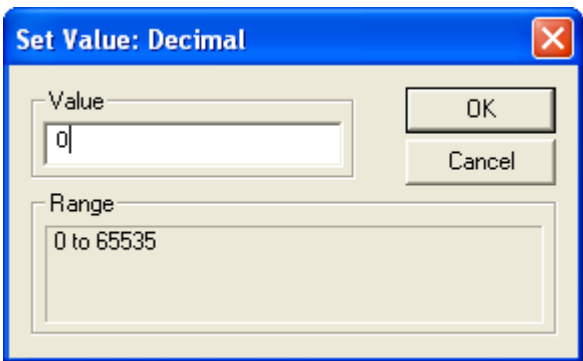 Set Value: Decimal
Value
0
OK
Cancel
Range
0 to 65535